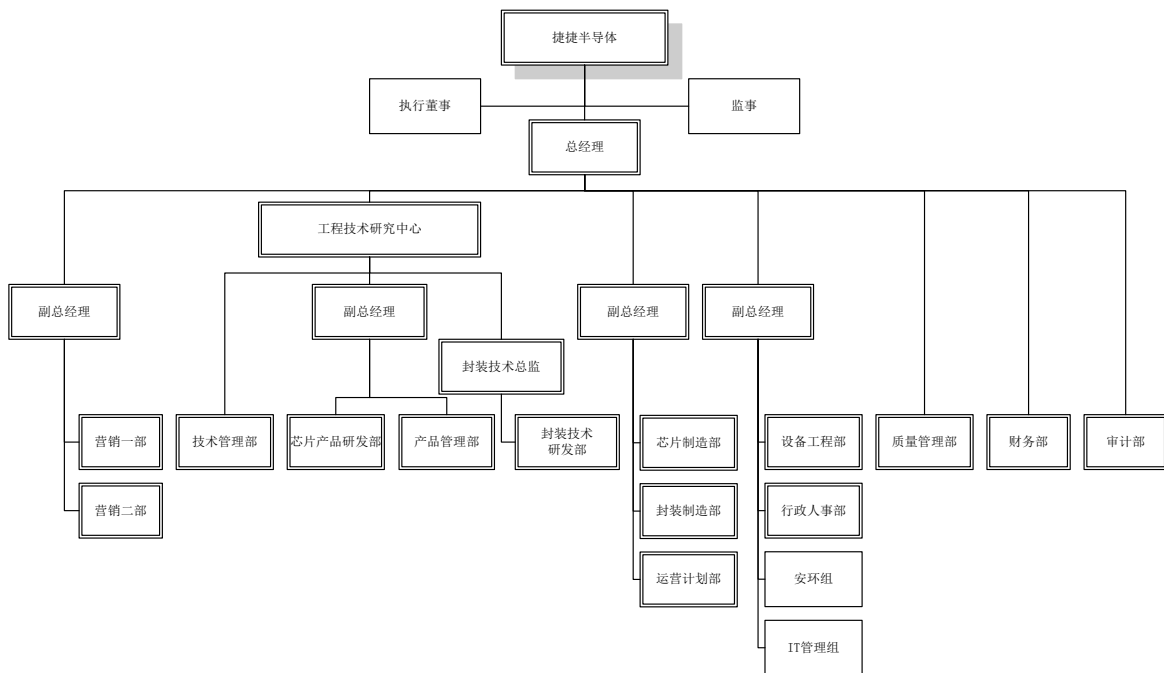 捷捷半导体
执行董事
监事
总经理
工程技术研究中心
副总经理
副总经理
副总经理
副总经理
封装技术总监
营销一部
技术管理部
芯片产品研发部
产品管理部
封装技术
研发部
芯片制造部
设备工程部
质量管理部
财务部
审计部
营销二部
封装制造部
行政人事部
运营计划部
安环组
IT管理组